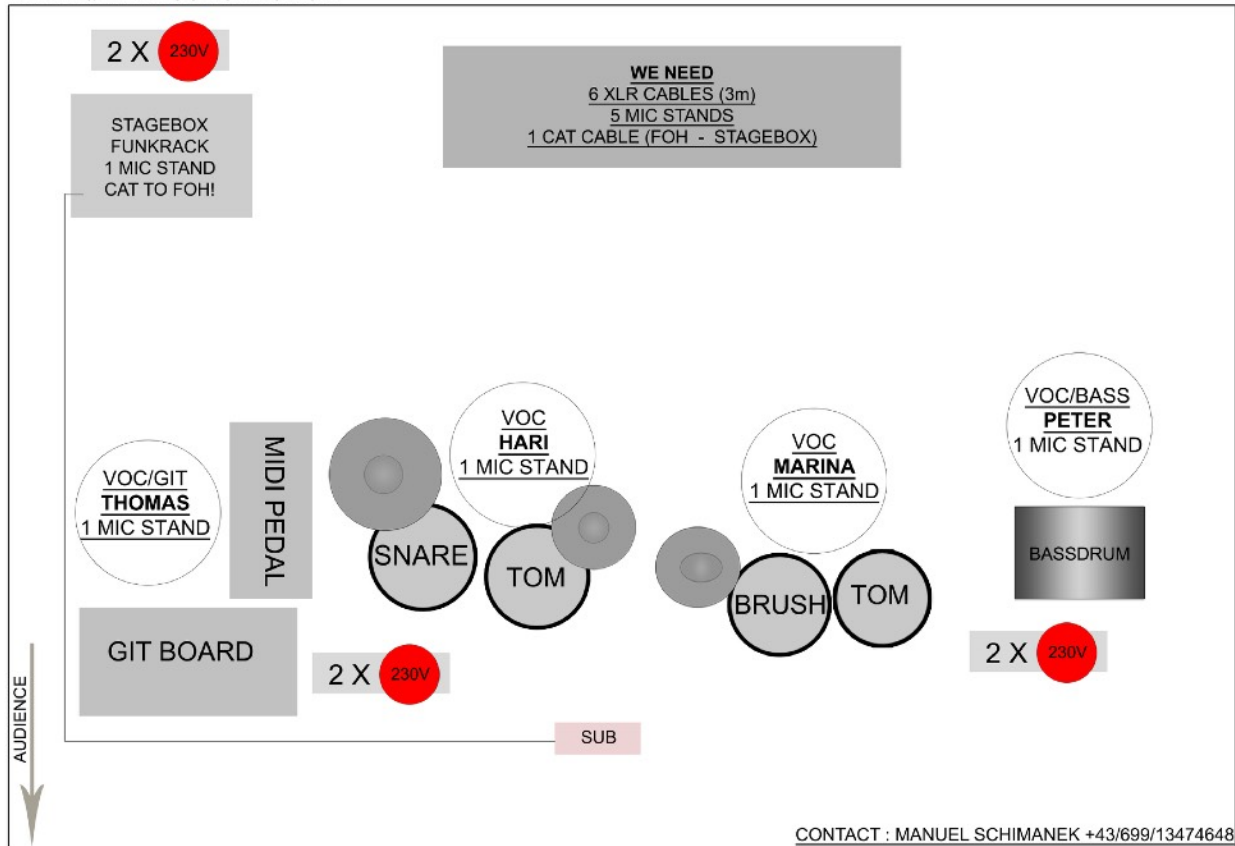 2 X 230V
WE NEED
6 XLR CABLES (3m)
5 MIC STANDS
1 CAT CABLE (FOH - STAGEBOX)
STAGEBOX
FUNKRACK
1 MIC STAND
CAT TO FOH!
VOC/GIT
THOMAS
1 MIC STAND
MIDI PEDAL
VOC
HARI
1 MIC STAND
SNARE
TOM
VOC
MARINA
1 MIC STAND
BRUSH
TOM
VOC/BASS
PETER
1 MIC STAND
BASSDRUM
GIT BOARD
2 X 230V
2 X 230V
SUB
AUDIENCE
CONTACT : MANUEL SCHIMANEK +43/699/13474648